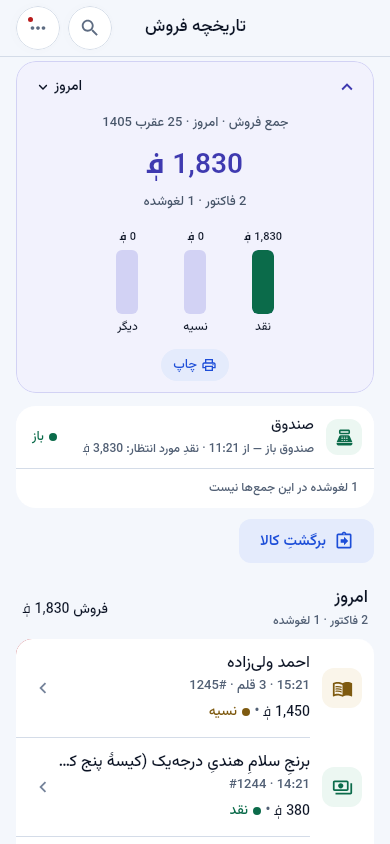 تاریخچه فروش
امروز
جمع فروش · امروز · 25 عقرب 1405
1,830 ؋
2 فاکتور · 1 لغوشده
1,830 ؋
0 ؋
0 ؋
نقد
نسیه
دیگر
چاپ
صندوق
صندوق باز — از 11:21 · نقدِ مورد انتظار: 3,830 ؋
باز
1 لغوشده در این جمع‌ها نیست
برگشتِ کالا
امروز
فروش 1,830 ؋
2 فاکتور · 1 لغوشده
احمد ولی‌زاده
15:21 · 3 قلم · #1245
1,450 ؋ • نسیه
برنجِ سلامِ هندیِ درجه‌یک (کیسهٔ پنج ک...
14:21 · #1244
380 ؋ • نقد